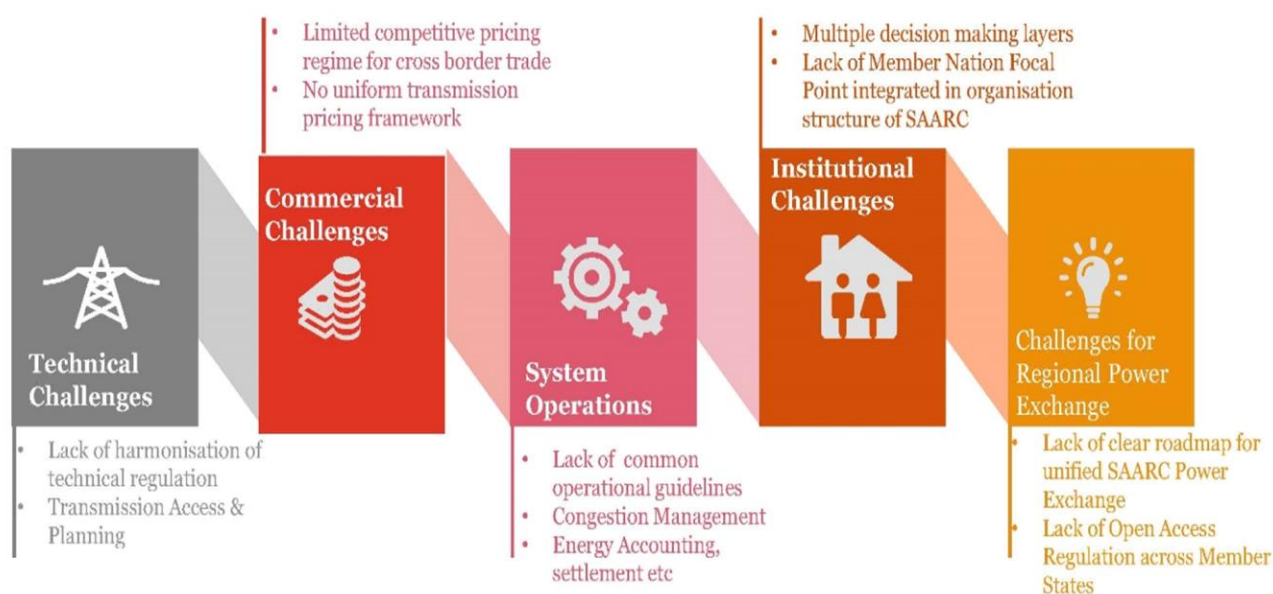 • Limited competitive pricing
regime for cross border trade
• No uniform transmission
pricing framework
• Multiple decision making layers
• Lack of Member Nation Focal
Point integrated in organisation
structure of SAARC
Technical
Challenges
• Lack of harmonisation of
technical regulation
• Transmission Access &
Planning
Commercial
Challenges
System
Operations
• Lack of common
operational guidelines
• Congestion Management
• Energy Accounting,
settlement etc
Institutional
Challenges
Challenges for
Regional Power
Exchange
• Lack of clear roadmap for
unified SAARC Power
Exchange
• Lack of Open Access
Regulation across Member
States